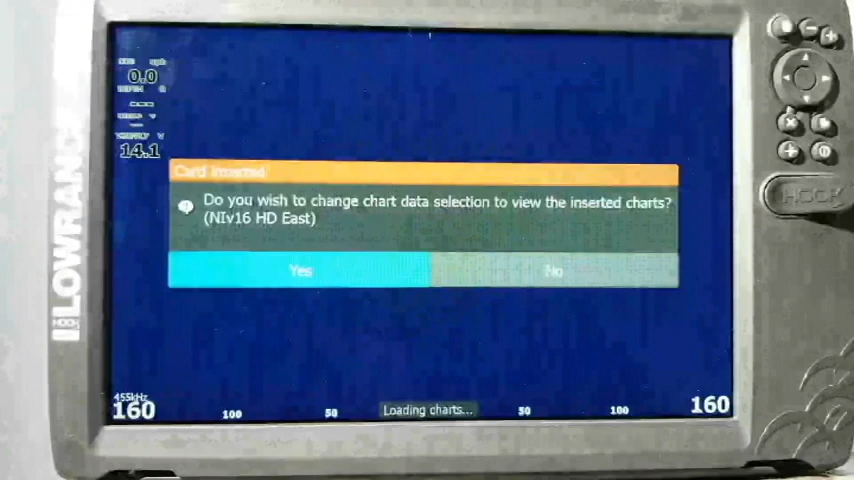 LOWRANCE
HOOK
0.0
14.1
Card Inserted
Do you wish to change chart data selection to view the inserted charts?
(NIv16 HD East)
Yes
No
455kHz
160
100
50
Loading charts...
50
100
160